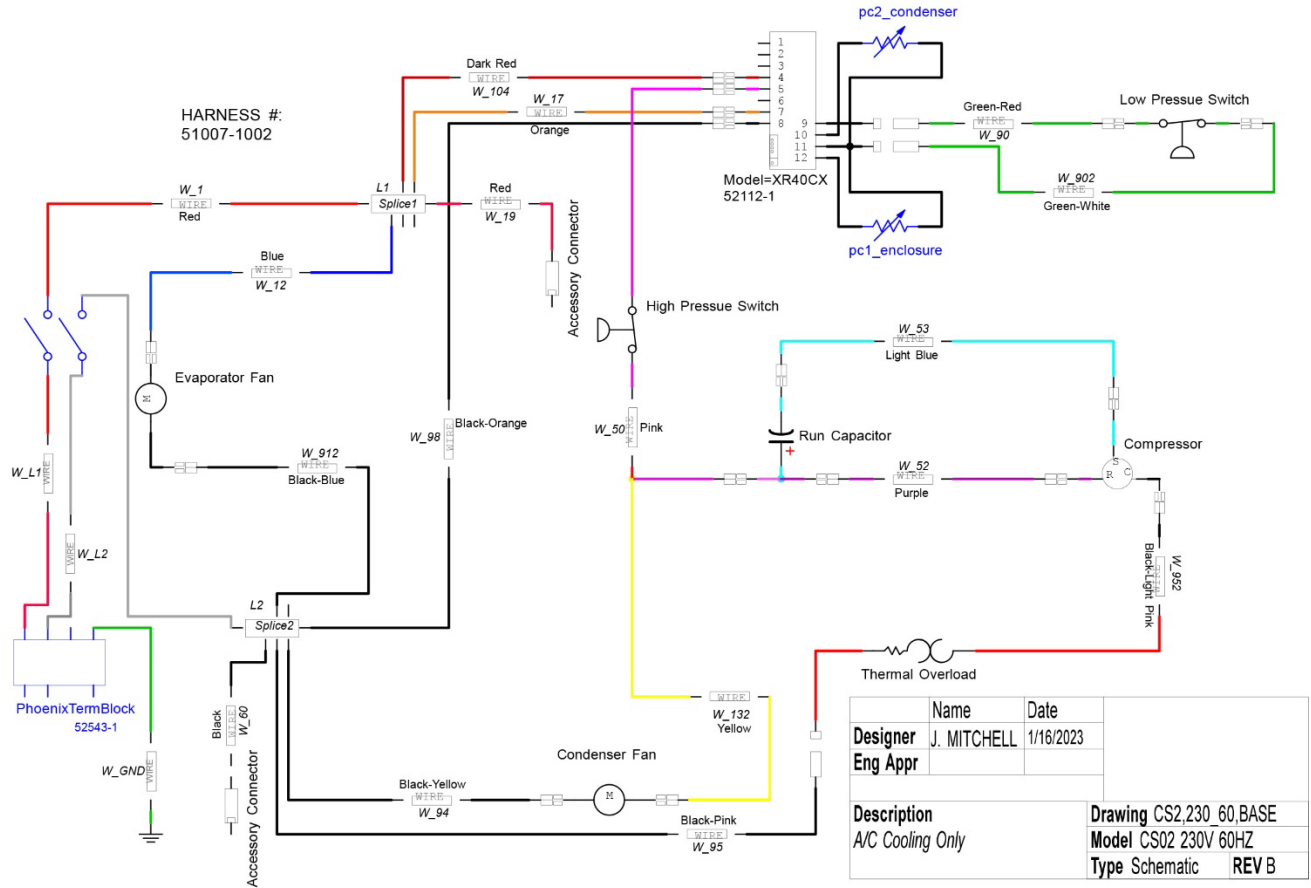 pc2_condenser
1
2
3
4
5
6
7
8
9
10
11
12
Dark Red
WIRE
W_104
W_17
WIRE
Orange
HARNESS #:
51007-1002
Green-Red
WIRE
W_90
Low Pressue Switch
Model=XR40CX
52112-1
W_902
WIRE
Green-White
pc1_enclosure
W_1
WIRE
Red
L1
Splice1
Red
WIRE
W_19
Accessory Connector
Blue
WIRE
W_12
High Pressue Switch
W_53
WIRE
Light Blue
Evaporator Fan
M
W_98
WIRE
Black-Orange
W_50
WIRE
Pink
Run Capacitor
+
Compressor
S
R
C
W_912
WIRE
Black-Blue
W_52
WIRE
Purple
W_L1
WIRE
WIRE
W_L2
W_952
WIRE
Black-Light Pink
L2
Splice2
Thermal Overload
PhoenixTermBlock
52543-1
Black
WIRE
W_60
WIRE
W_132
Yellow
W_GND
WIRE
Accessory Connector
Condenser Fan
M
Black-Yellow
WIRE
W_94
Black-Pink
WIRE
W_95
Name Date
Designer J. MITCHELL 1/16/2023
Eng Appr
Description
A/C Cooling Only
Drawing CS2,230_60,BASE
Model CS02 230V 60HZ
Type Schematic REV B